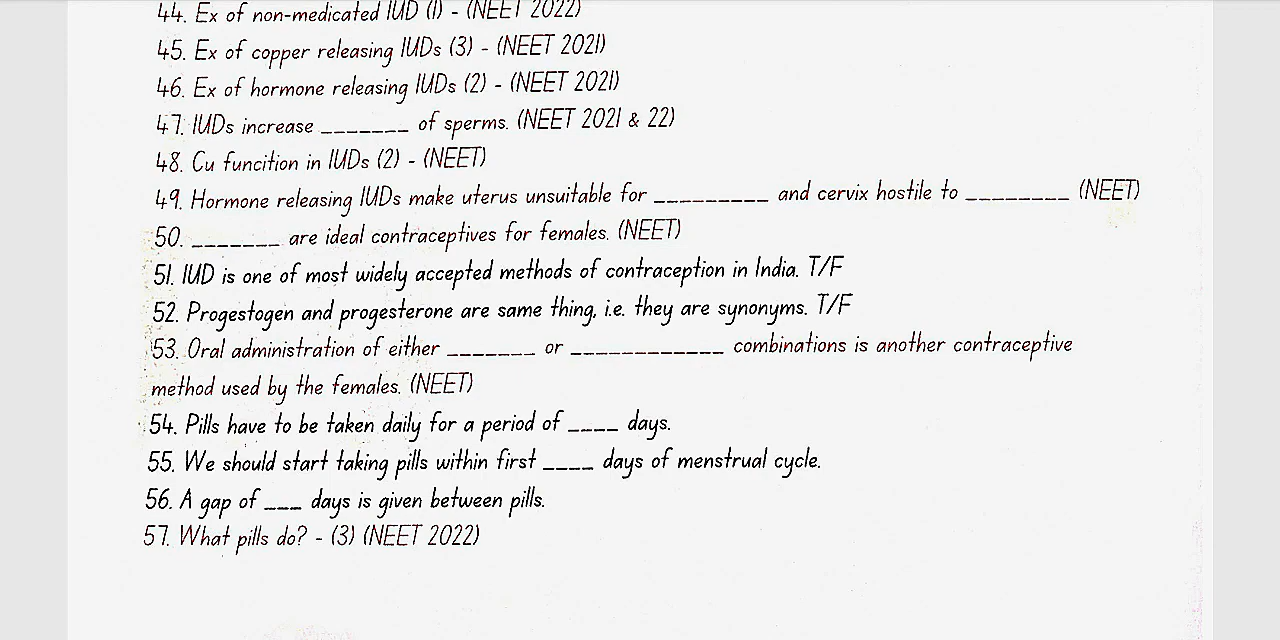 44. Ex of non-medicated IUD (1) - (NEET 2022)
45. Ex of copper releasing IUDs (3) - (NEET 2021)
46. Ex of hormone releasing IUDs (2) - (NEET 2021)
47. IUDs increase _______ of sperms. (NEET 2021 & 22)
48. Cu funcition in IUDs (2) - (NEET)
49. Hormone releasing IUDs make uterus unsuitable for _________ and cervix hostile to ________ (NEET)
50. _______ are ideal contraceptives for females. (NEET)
51. IUD is one of most widely accepted methods of contraception in India. T/F
52. Progestogen and progesterone are same thing, i.e. they are synonyms. T/F
53. Oral administration of either _______ or ____________ combinations is another contraceptive
method used by the females. (NEET)
54. Pills have to be taken daily for a period of ____ days.
55. We should start taking pills within first ____ days of menstrual cycle.
56. A gap of ___ days is given between pills.
57. What pills do? - (3) (NEET 2022)